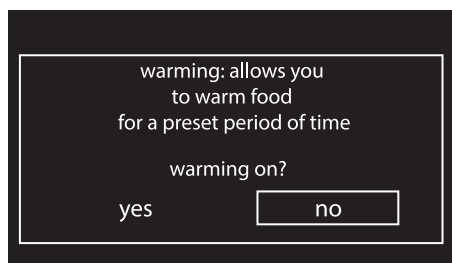 warming: allows you
to warm food
for a preset period of time
warming on?
yes no